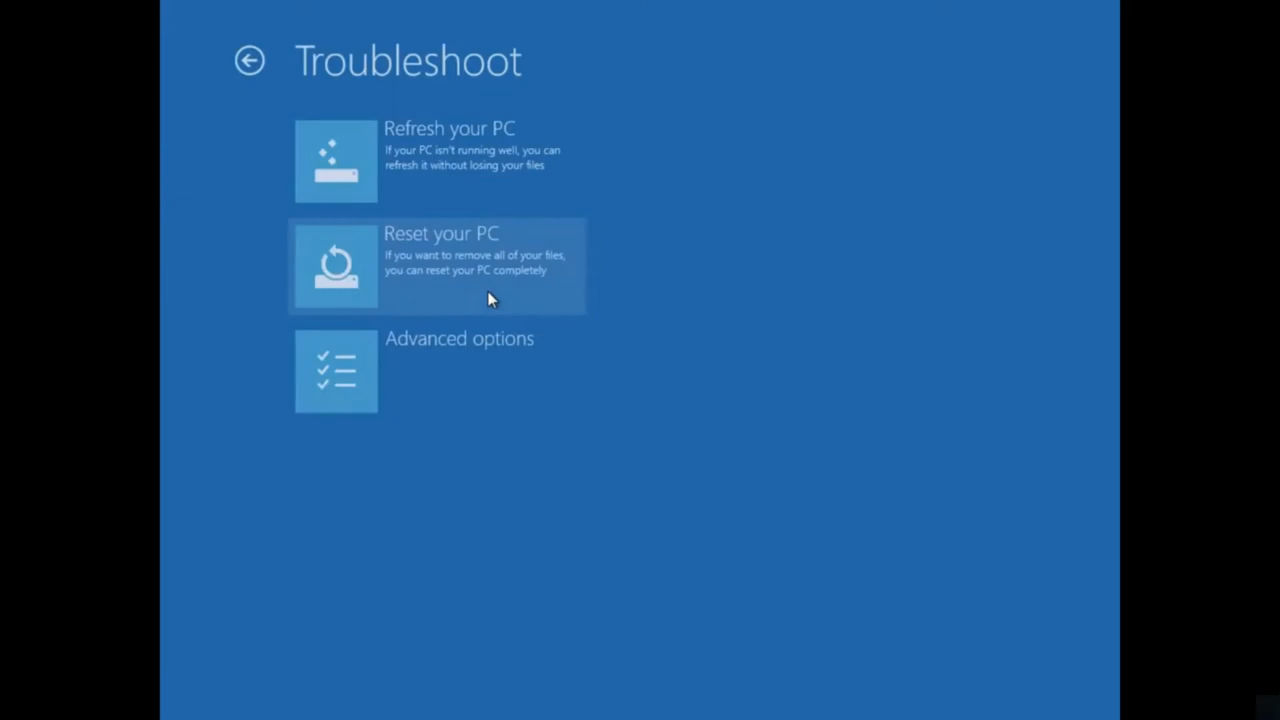 Troubleshoot
Refresh your PC
If your PC isn't running well, you can
refresh it without losing your files
Reset your PC
If you want to remove all of your files,
you can reset your PC completely
Advanced options